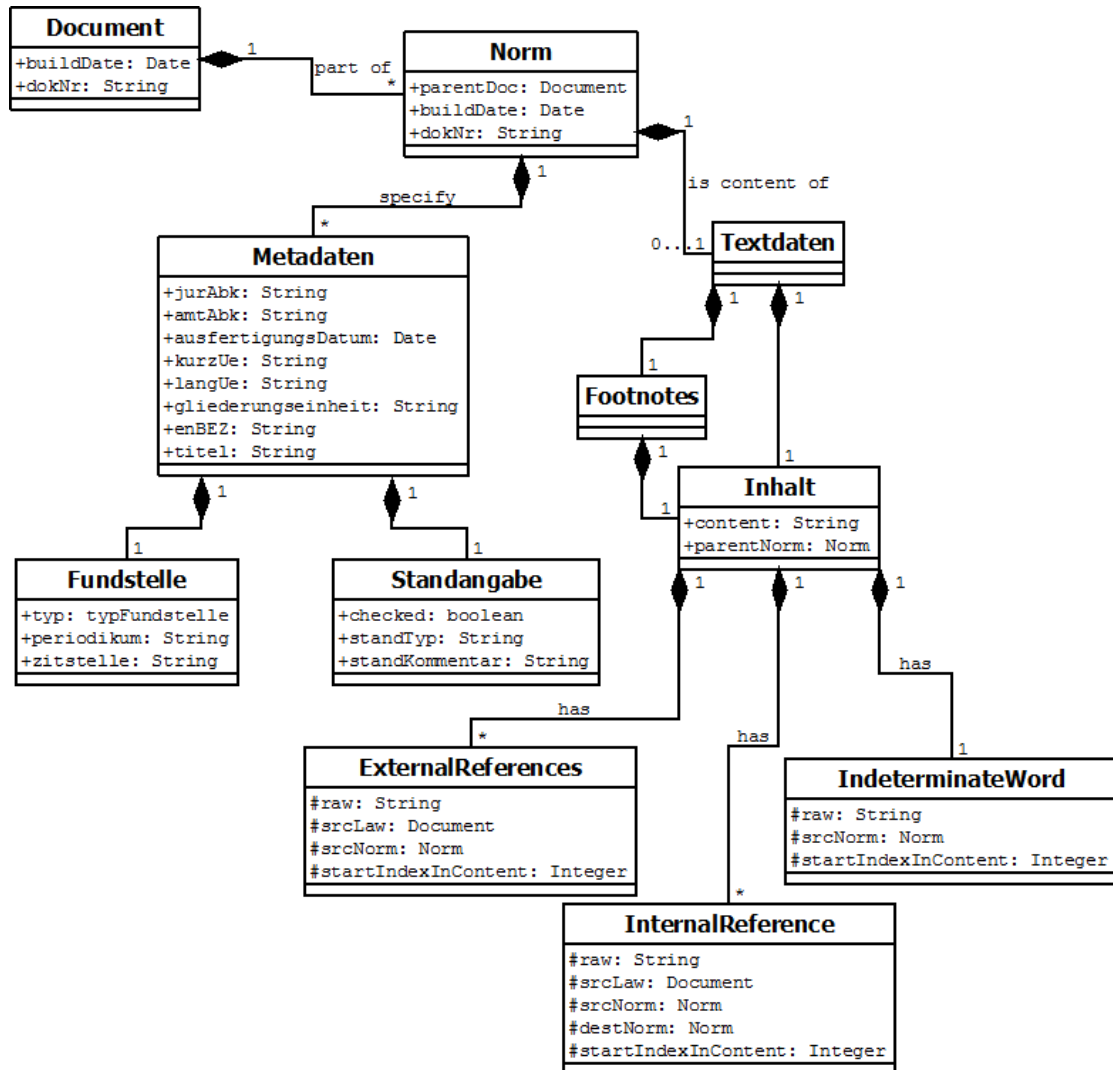 Document
+buildDate: Date
+dokNr: String
1
part of
*
Norm
+parentDoc: Document
+buildDate: Date
+dokNr: String
1
is content of
0...1
1
specify
*
Metadaten
+jurAbk: String
+amtAbk: String
+ausfertigungsDatum: Date
+kurzUe: String
+langUe: String
+gliederungseinheit: String
+enBEZ: String
+titel: String
Textdaten
1
1
1
Footnotes
1
1
1
Inhalt
+content: String
+parentNorm: Norm
1
1
1
1
1
Fundstelle
+typ: typFundstelle
+periodikum: String
+zitstelle: String
1
Standangabe
+checked: boolean
+standTyp: String
+standKommentar: String
1
has
*
has
*
has
1
ExternalReferences
#raw: String
#srcLaw: Document
#srcNorm: Norm
#startIndexInContent: Integer
IndeterminateWord
#raw: String
#srcNorm: Norm
#startIndexInContent: Integer
InternalReference
#raw: String
#srcLaw: Document
#srcNorm: Norm
#destNorm: Norm
#startIndexInContent: Integer